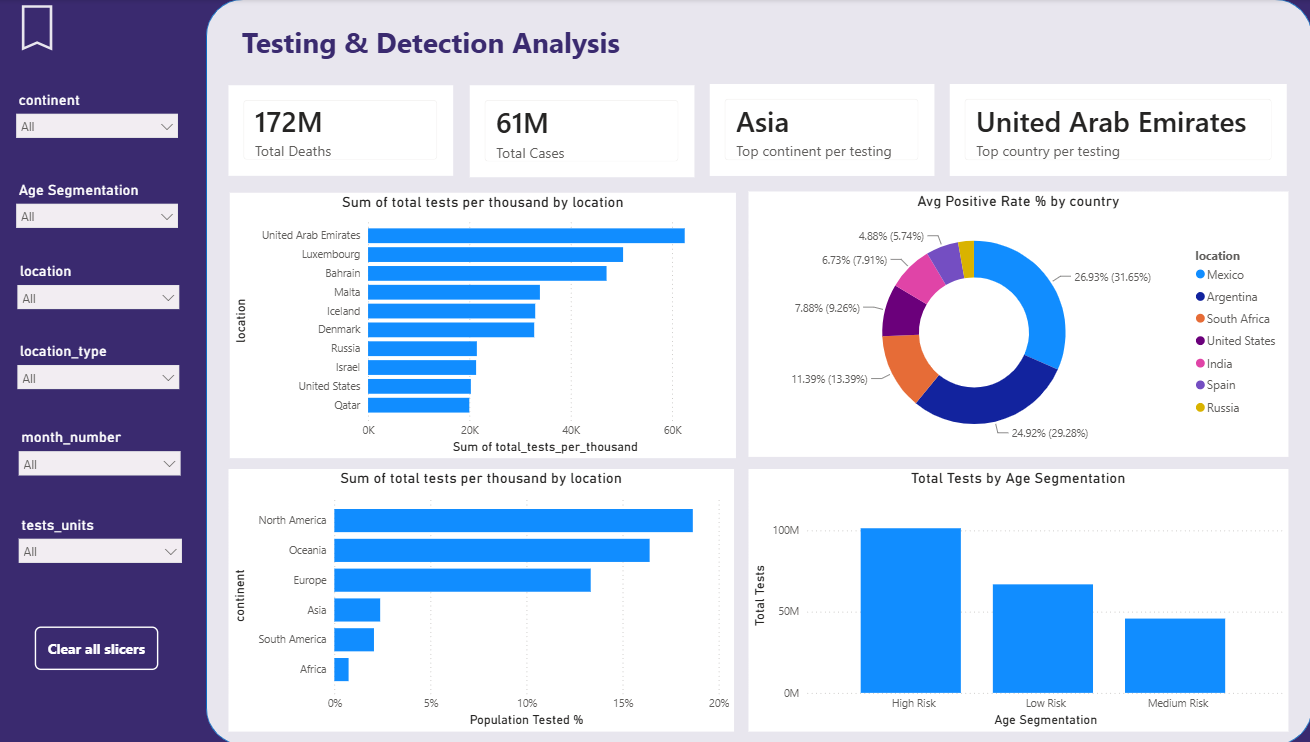 Testing & Detection Analysis
continent
All
Age Segmentation
All
location
All
location_type
All
month_number
All
tests_units
All
Clear all slicers
172M
Total Deaths
61M
Total Cases
Asia
Top continent per testing
United Arab Emirates
Top country per testing
Sum of total tests per thousand by location
location
United Arab Emirates
Luxembourg
Bahrain
Malta
Iceland
Denmark
Russia
Israel
United States
Qatar
0K 20K 40K 60K
Sum of total_tests_per_thousand
Avg Positive Rate % by country
4.88% (5.74%)
6.73% (7.91%)
7.88% (9.26%)
11.39% (13.39%)
26.93% (31.65%)
24.92% (29.28%)
location
Mexico
Argentina
South Africa
United States
India
Spain
Russia
Sum of total tests per thousand by location
continent
North America
Oceania
Europe
Asia
South America
Africa
0% 5% 10% 15% 20%
Population Tested %
Total Tests by Age Segmentation
Total Tests
100M
50M
0M
High Risk Low Risk Medium Risk
Age Segmentation